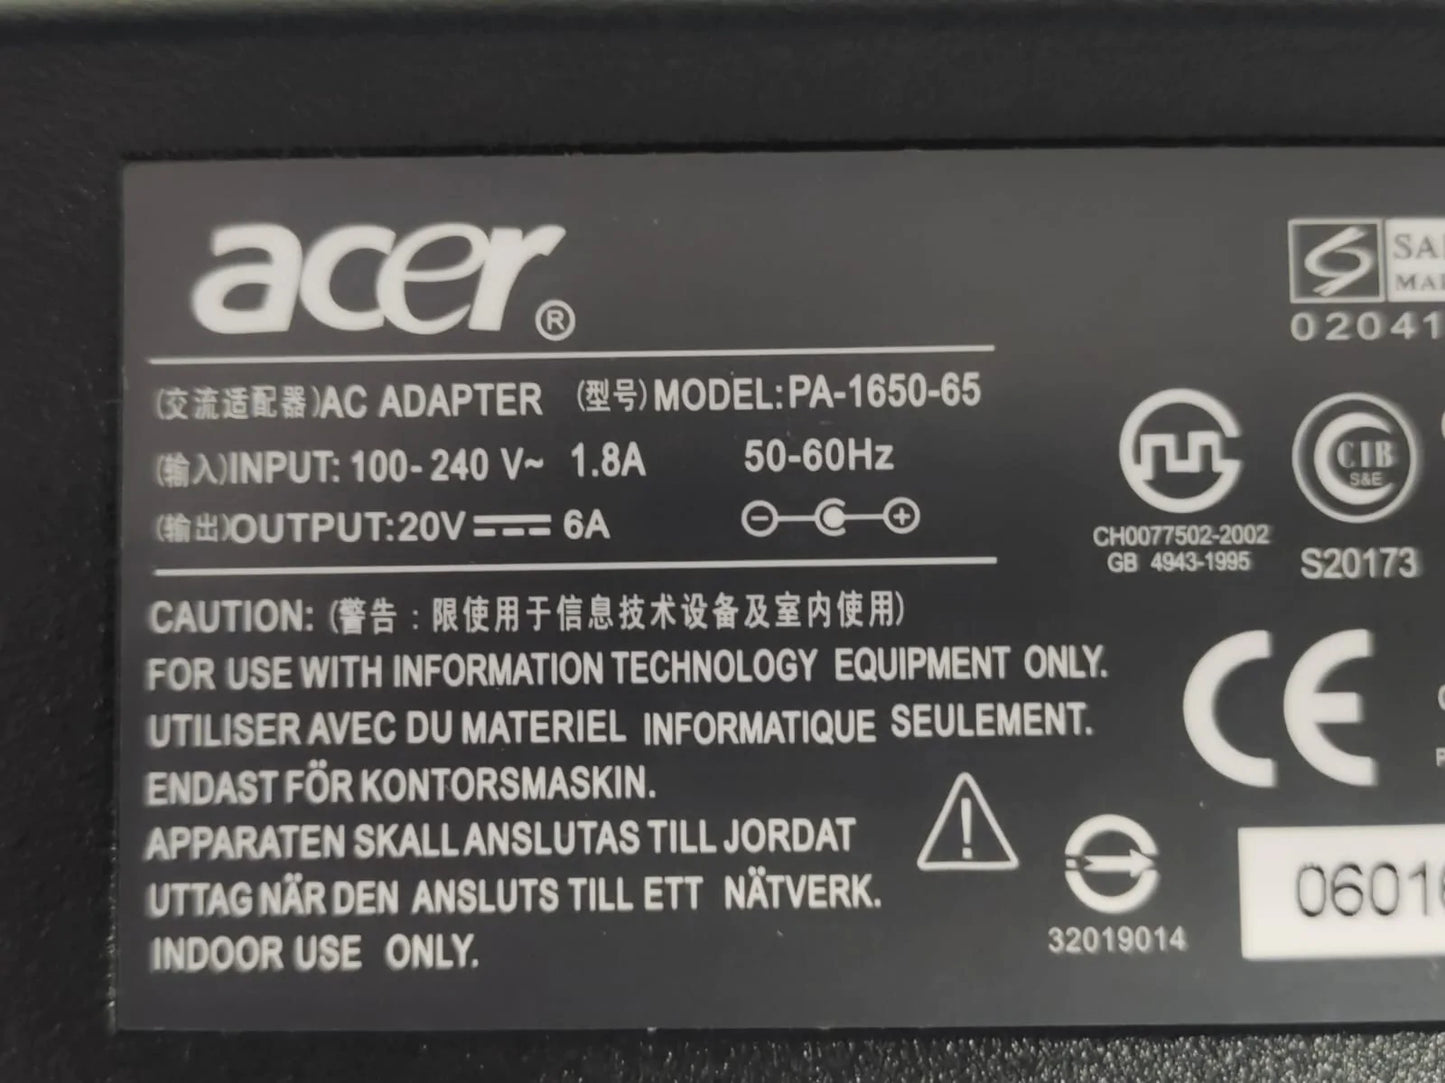 acer®
(交流适配器)AC ADAPTER (型号)MODEL:PA-1650-65
(输入)INPUT: 100-240 V~ 1.8A 50-60Hz
(输出)OUTPUT:20V⎓6A
CAUTION: (警告:限使用于信息技术设备及室内使用)
FOR USE WITH INFORMATION TECHNOLOGY EQUIPMENT ONLY.
UTILISER AVEC DU MATERIEL INFORMATIQUE SEULEMENT.
ENDAST FÖR KONTORSMASKIN.
APPARATEN SKALL ANSLUTAS TILL JORDAT
UTTAG NÄR DEN ANSLUTS TILL ETT NÄTVERK.
INDOOR USE ONLY.
02041
CH0077502-2002
GB 4943-1995
CIB
S&E
S20173
CE
32019014